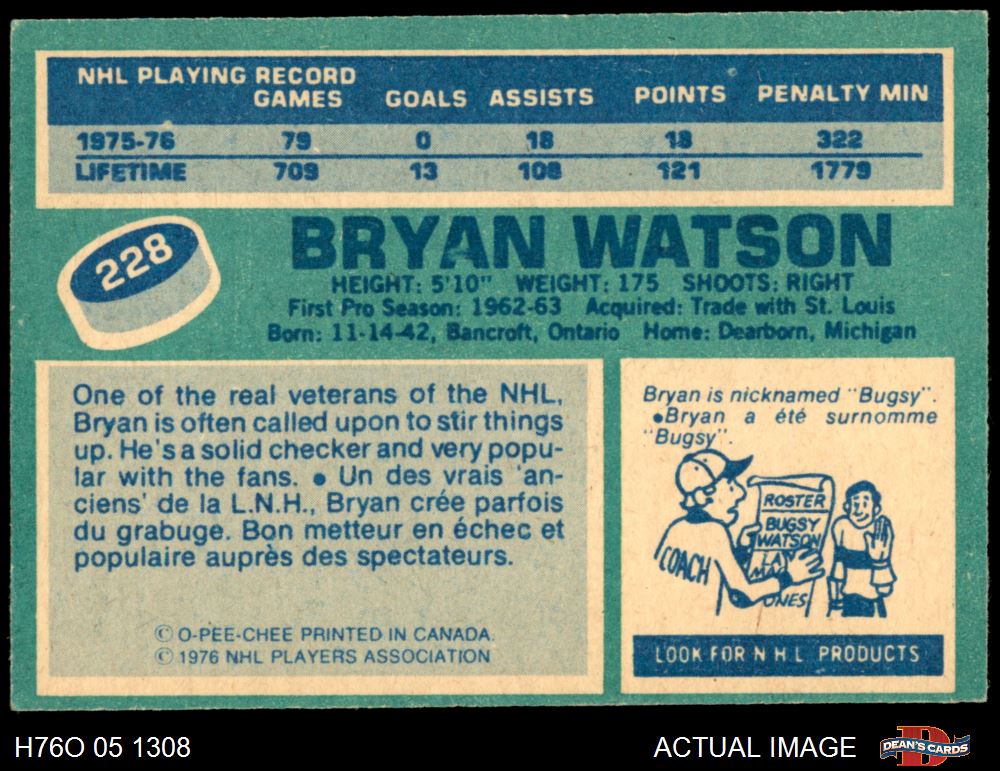 NHL PLAYING RECORD
GAMES GOALS ASSISTS POINTS PENALTY MIN
1975-76 79 0 18 18 322
LIFETIME 709 13 108 121 1779
228
BRYAN WATSON
HEIGHT: 5'10" WEIGHT: 175 SHOOTS: RIGHT
First Pro Season: 1962-63 Acquired: Trade with St. Louis
Born: 11-14-42, Bancroft, Ontario Home: Dearborn, Michigan
One of the real veterans of the NHL,
Bryan is often called upon to stir things
up. He's a solid checker and very popu-
lar with the fans. • Un des vrais 'an-
ciens' de la L.N.H., Bryan crée parfois
du grabuge. Bon metteur en échec et
populaire auprès des spectateurs.
© O-PEE-CHEE PRINTED IN CANADA.
© 1976 NHL PLAYERS ASSOCIATION
Bryan is nicknamed "Bugsy".
•Bryan a été surnomme
"Bugsy".
ROSTER
BUGSY
WATSON
COACH
ONES
LOOK FOR N H L PRODUCTS
H76O 05 1308
ACTUAL IMAGE
DEAN'S CARDS